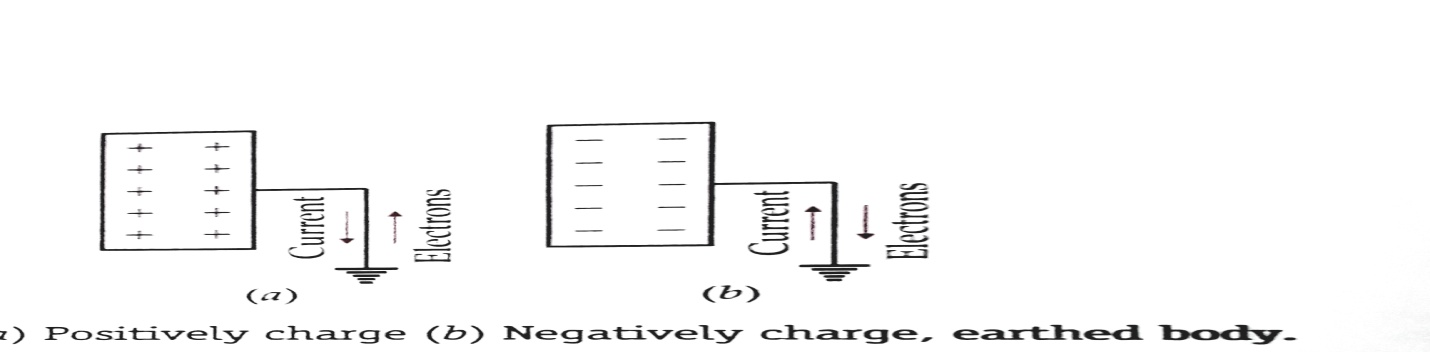 + +
+ +
+ +
+ +
+ +
Current
Electrons
(a)
— —
— —
— —
— —
— —
Current
Electrons
(b)
) Positively charge (b) Negatively charge, earthed body.